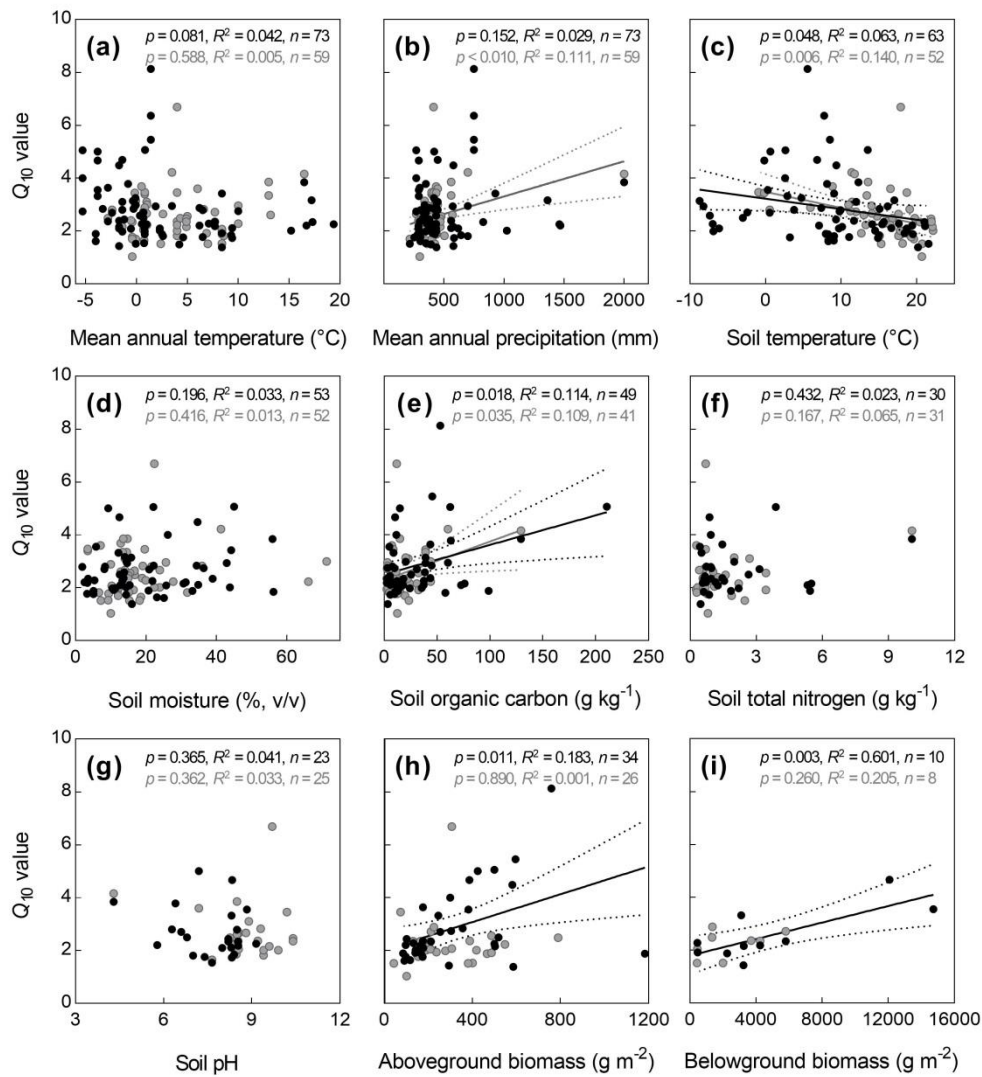 10
8
6
4
2
0
Q10 value
(a)
p = 0.081, R² = 0.042, n = 73
p = 0.588, R² = 0.005, n = 59
-5 0 5 10 15 20
Mean annual temperature (°C)
(b)
p = 0.152, R² = 0.029, n = 73
p < 0.010, R² = 0.111, n = 59
500 1000 1500 2000
Mean annual precipitation (mm)
(c)
p = 0.048, R² = 0.063, n = 63
p = 0.006, R² = 0.140, n = 52
-10 0 10 20
Soil temperature (°C)
10
8
6
4
2
0
Q10 value
(d)
p = 0.196, R² = 0.033, n = 53
p = 0.416, R² = 0.013, n = 52
0 20 40 60
Soil moisture (%, v/v)
(e)
p = 0.018, R² = 0.114, n = 49
p = 0.035, R² = 0.109, n = 41
0 50 100 150 200 250
Soil organic carbon (g kg⁻¹)
(f)
p = 0.432, R² = 0.023, n = 30
p = 0.167, R² = 0.065, n = 31
0 3 6 9 12
Soil total nitrogen (g kg⁻¹)
10
8
6
4
2
0
Q10 value
(g)
p = 0.365, R² = 0.041, n = 23
p = 0.362, R² = 0.033, n = 25
3 6 9 12
Soil pH
(h)
p = 0.011, R² = 0.183, n = 34
p = 0.890, R² = 0.001, n = 26
0 400 800 1200
Aboveground biomass (g m⁻²)
(i)
p = 0.003, R² = 0.601, n = 10
p = 0.260, R² = 0.205, n = 8
0 4000 8000 12000 16000
Belowground biomass (g m⁻²)